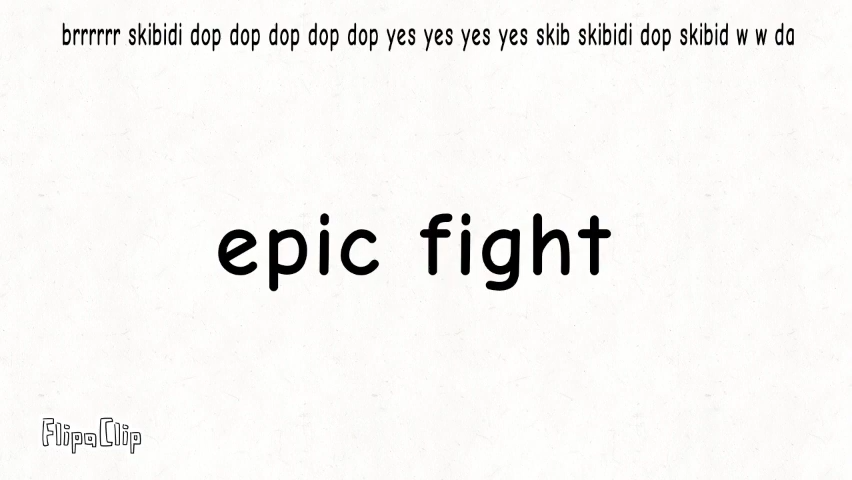 brrrrrr skibidi dop dop dop dop dop yes yes yes yes skib skibidi dop skibid w w da
epic fight
FlipaClip